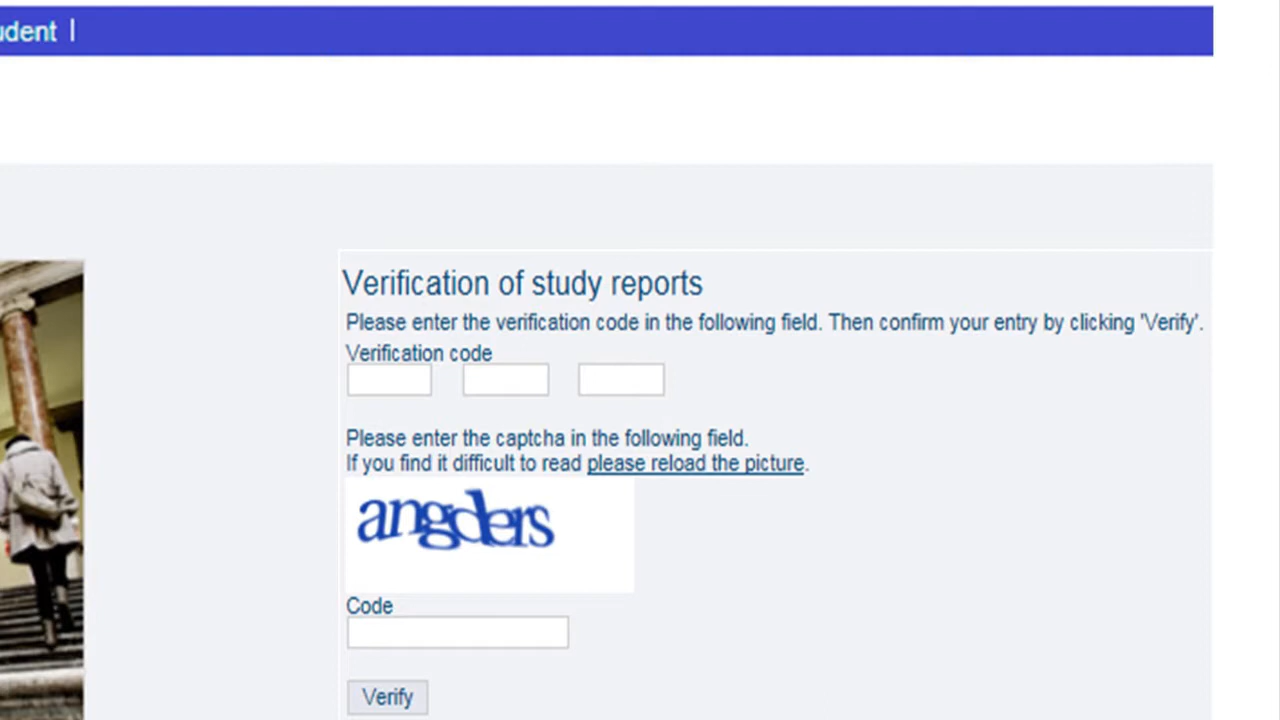 udent |
Verification of study reports
Please enter the verification code in the following field. Then confirm your entry by clicking 'Verify'.
Verification code
Please enter the captcha in the following field.
If you find it difficult to read please reload the picture.
angders
Code
Verify